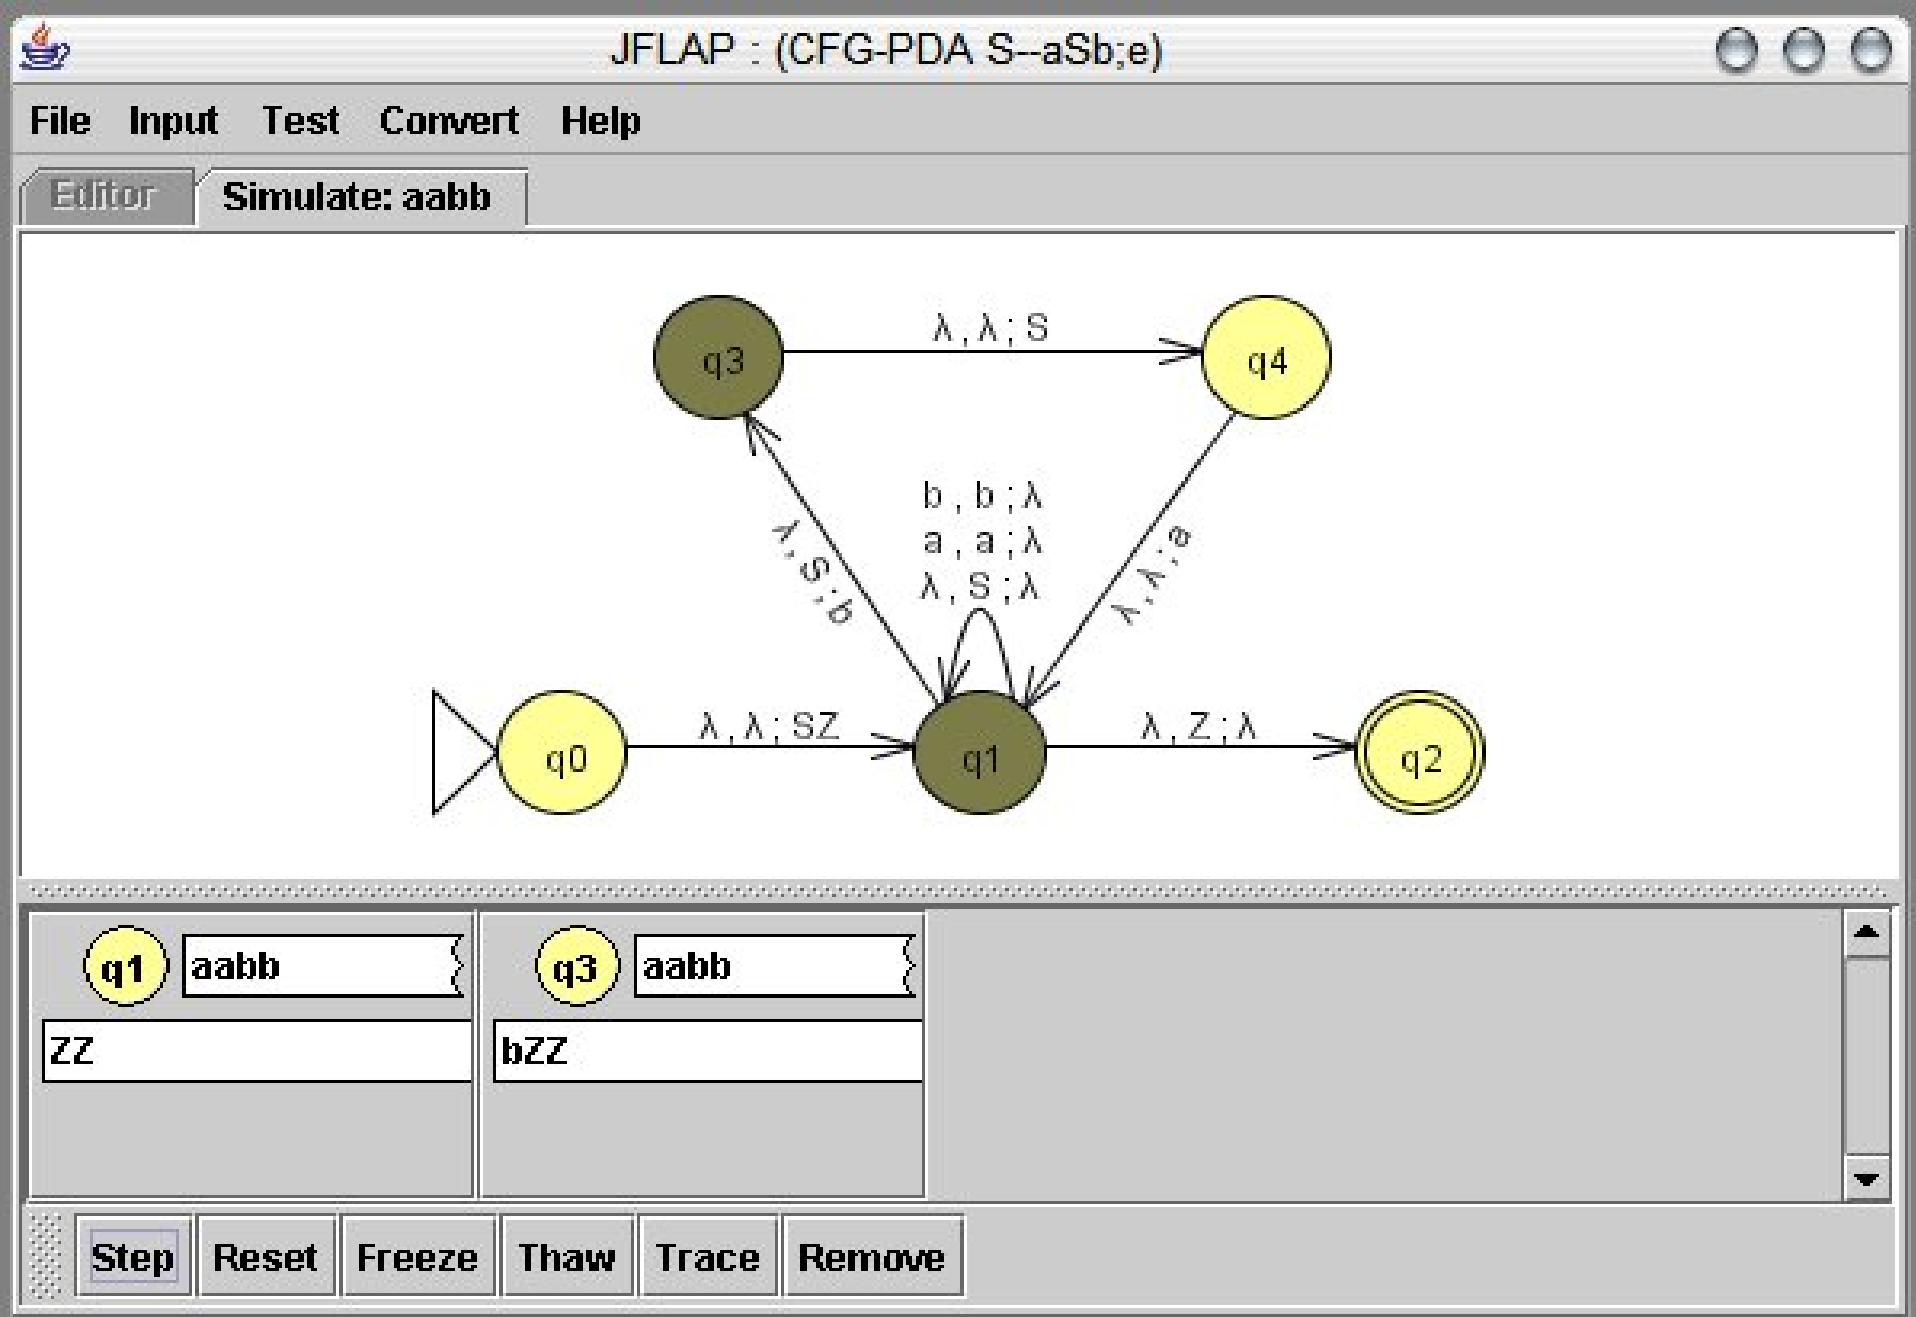 JFLAP : (CFG-PDA S--aSb;e)
File Input Test Convert Help
Editor Simulate: aabb
q3
λ , λ ; S
q4
b , b ; λ
a , a ; λ
λ , S ; λ
λ , S ; b
λ , λ ; a
q0
λ , λ ; SZ
q1
λ , Z ; λ
q2
q1 aabb
ZZ
q3 aabb
bZZ
Step Reset Freeze Thaw Trace Remove